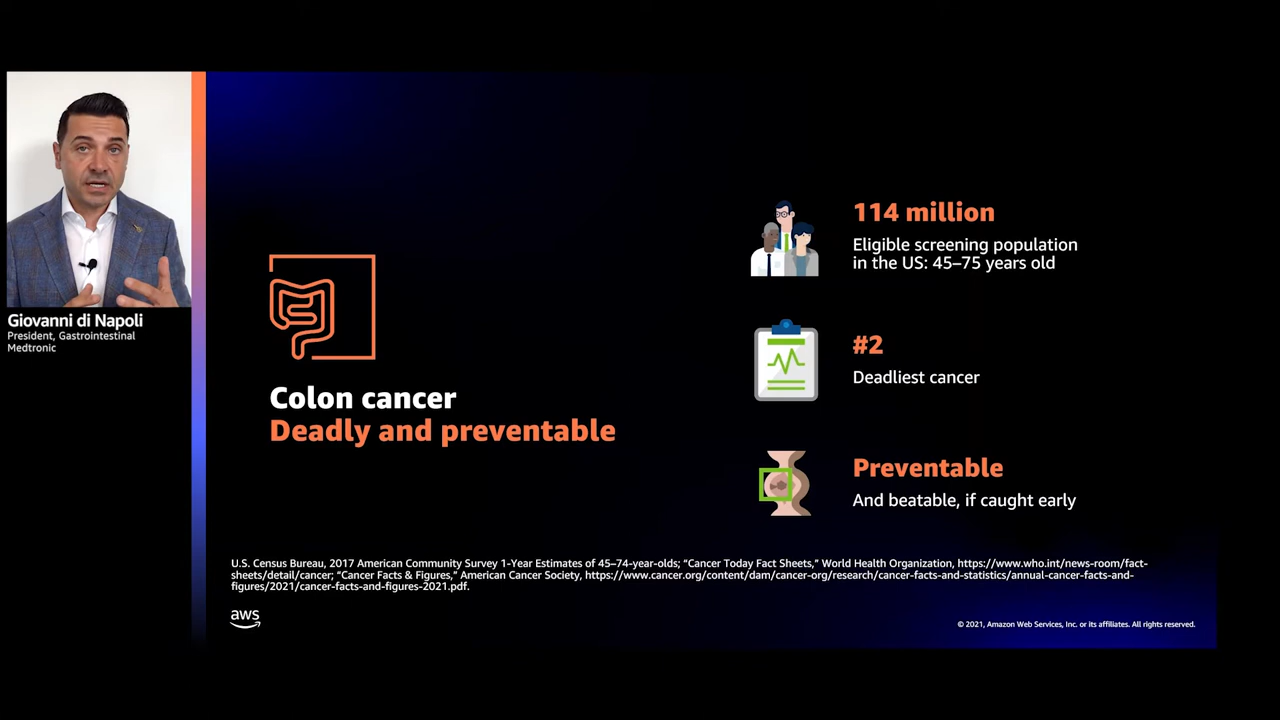 Giovanni di Napoli
President, Gastrointestinal
Medtronic
Colon cancer
Deadly and preventable
114 million
Eligible screening population
in the US: 45–75 years old
#2
Deadliest cancer
Preventable
And beatable, if caught early
U.S. Census Bureau, 2017 American Community Survey 1-Year Estimates of 45–74-year-olds; “Cancer Today Fact Sheets,” World Health Organization, https://www.who.int/news-room/fact-
sheets/detail/cancer; “Cancer Facts & Figures,” American Cancer Society, https://www.cancer.org/content/dam/cancer-org/research/cancer-facts-and-statistics/annual-cancer-facts-and-
figures/2021/cancer-facts-and-figures-2021.pdf.
aws
© 2021, Amazon Web Services, Inc. or its affiliates. All rights reserved.